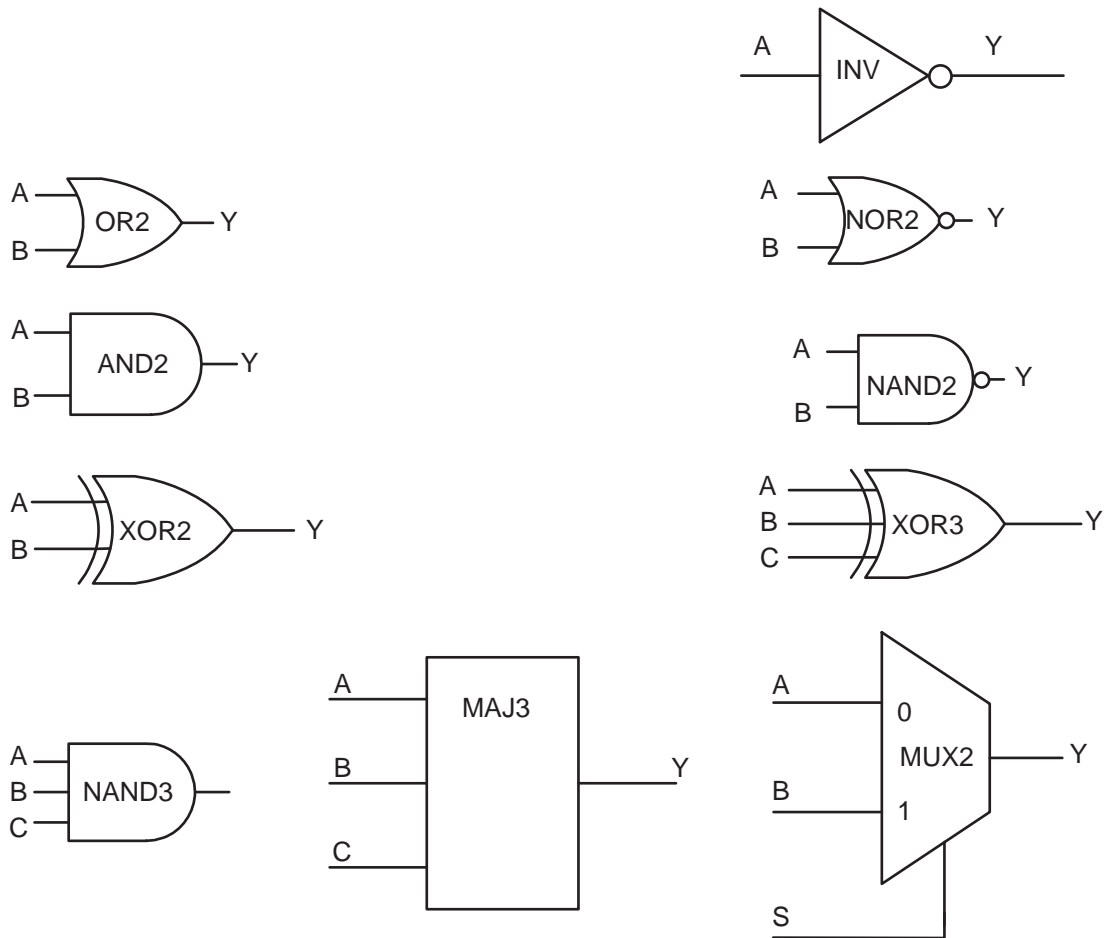 A INV Y
A OR2 Y
B
A NOR2 Y
B
A AND2 Y
B
A NAND2 Y
B
A XOR2 Y
B
A XOR3 Y
B
C
A NAND3
B
C
A MAJ3
B Y
C
A 0
MUX2 Y
B 1
S